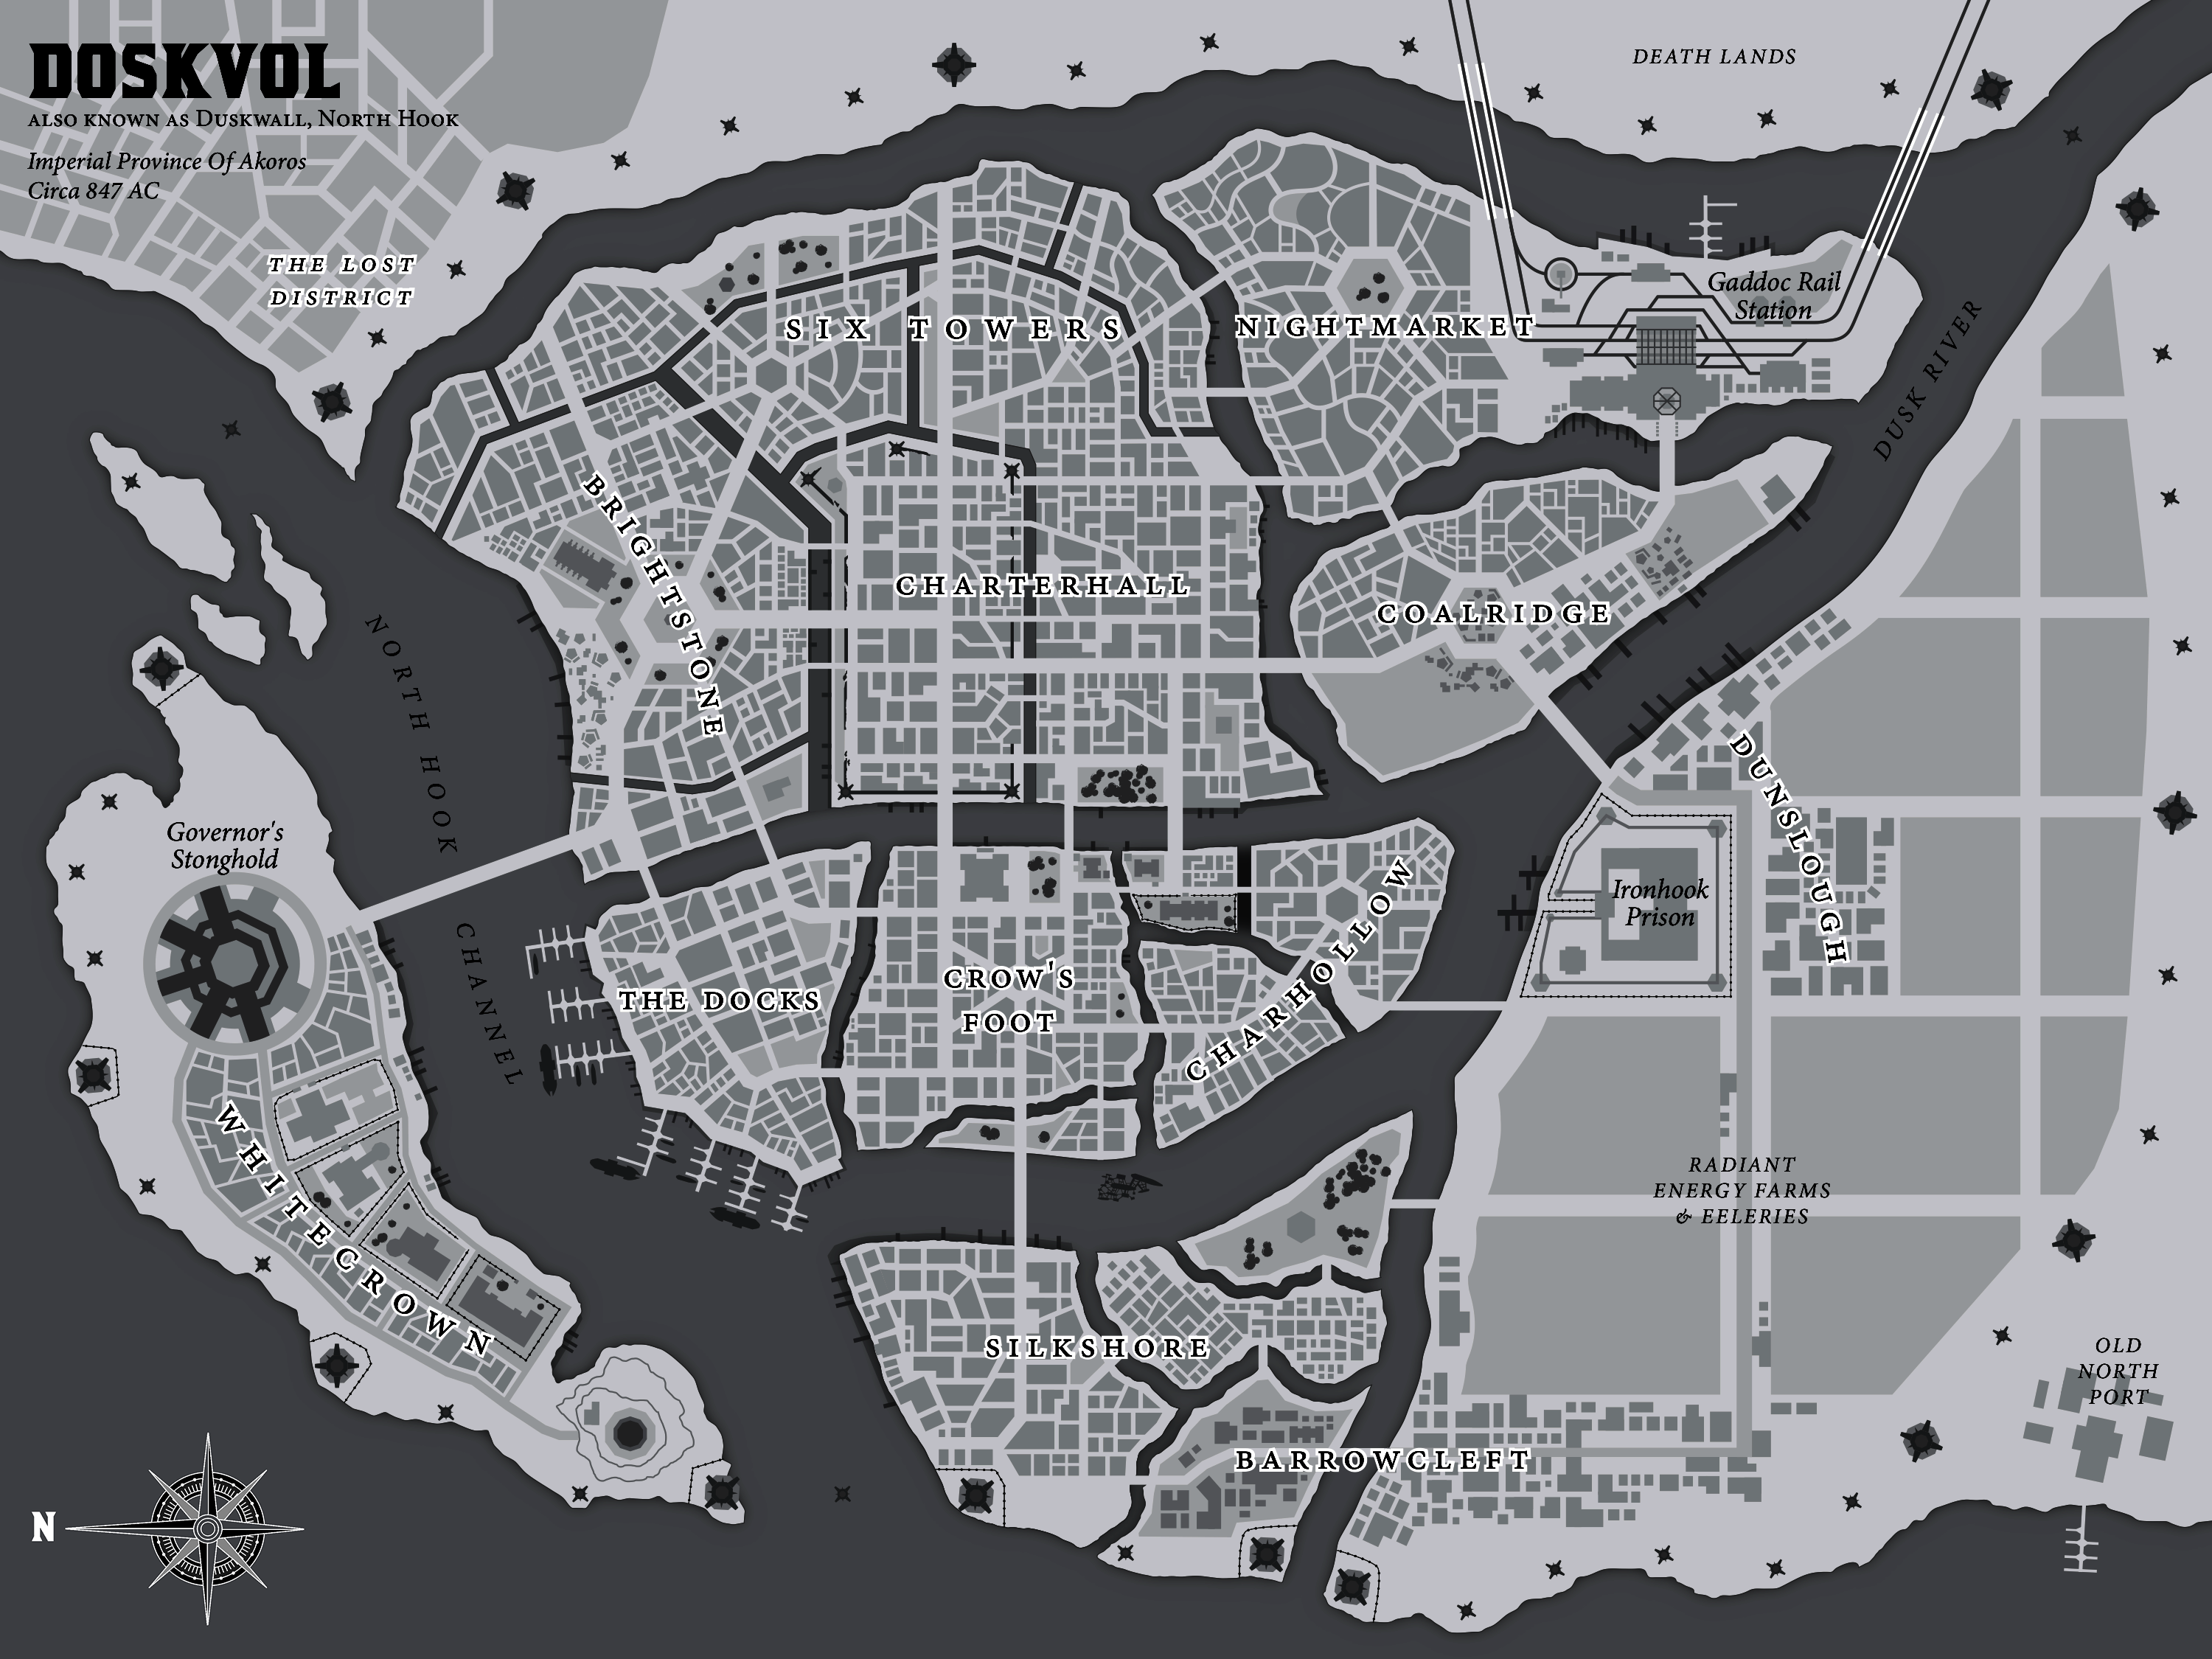 DOSKVOL
ALSO KNOWN AS DUSKWALL, NORTH HOOK
Imperial Province Of Akoros
Circa 847 AC
DEATH LANDS
THE LOST
DISTRICT
Gaddoc Rail
Station
SIX TOWERS
NIGHTMARKET
DUSK RIVER
BRIGHTSTONE
CHARTERHALL
COALRIDGE
NORTH HOOK
CHANNEL
DUNSLOUGH
Governor's
Stonghold
Ironhook
Prison
CROW'S
FOOT
THE DOCKS
CHARHOLLOW
WHITECROWN
RADIANT
ENERGY FARMS
& EELERIES
SILKSHORE
OLD
NORTH
PORT
BARROWCLEFT
N